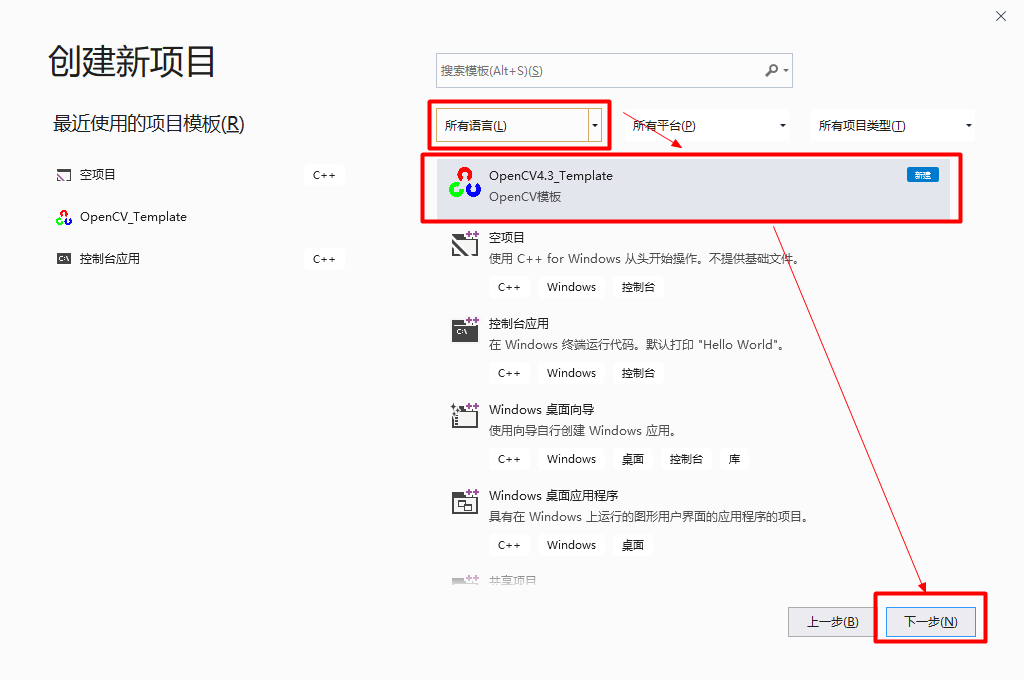 创建新项目
最近使用的项目模板(R)
空项目 C++
OpenCV_Template
控制台应用 C++
搜索模板(Alt+S)(S)
所有语言(L) 所有平台(P) 所有项目类型(T)
OpenCV4.3_Template 新建
OpenCV模板
空项目
使用 C++ for Windows 从头开始操作。不提供基础文件。
C++ Windows 控制台
控制台应用
在 Windows 终端运行代码。默认打印 "Hello World"。
C++ Windows 控制台
Windows 桌面向导
使用向导自行创建 Windows 应用。
C++ Windows 桌面 控制台 库
Windows 桌面应用程序
具有在 Windows 上运行的图形用户界面的应用程序的项目。
C++ Windows 桌面
共享项目
上一步(B) 下一步(N)